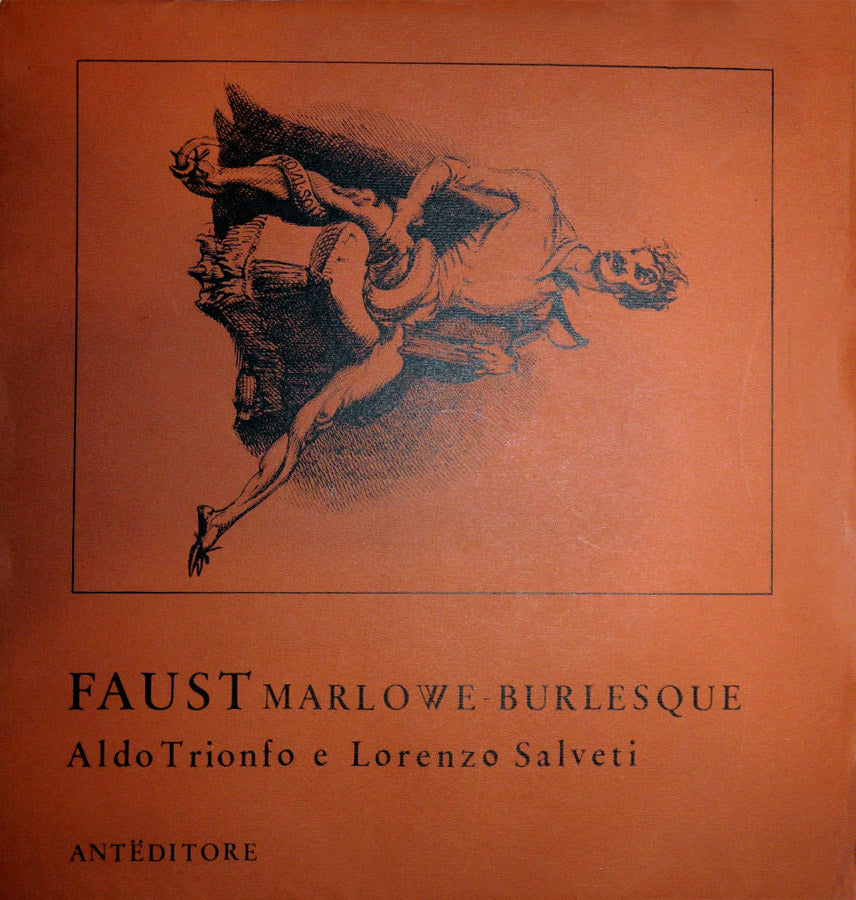 FAUST MARLOWE-BURLESQUE
Aldo Trionfo e Lorenzo Salveti
ANTËDITORE